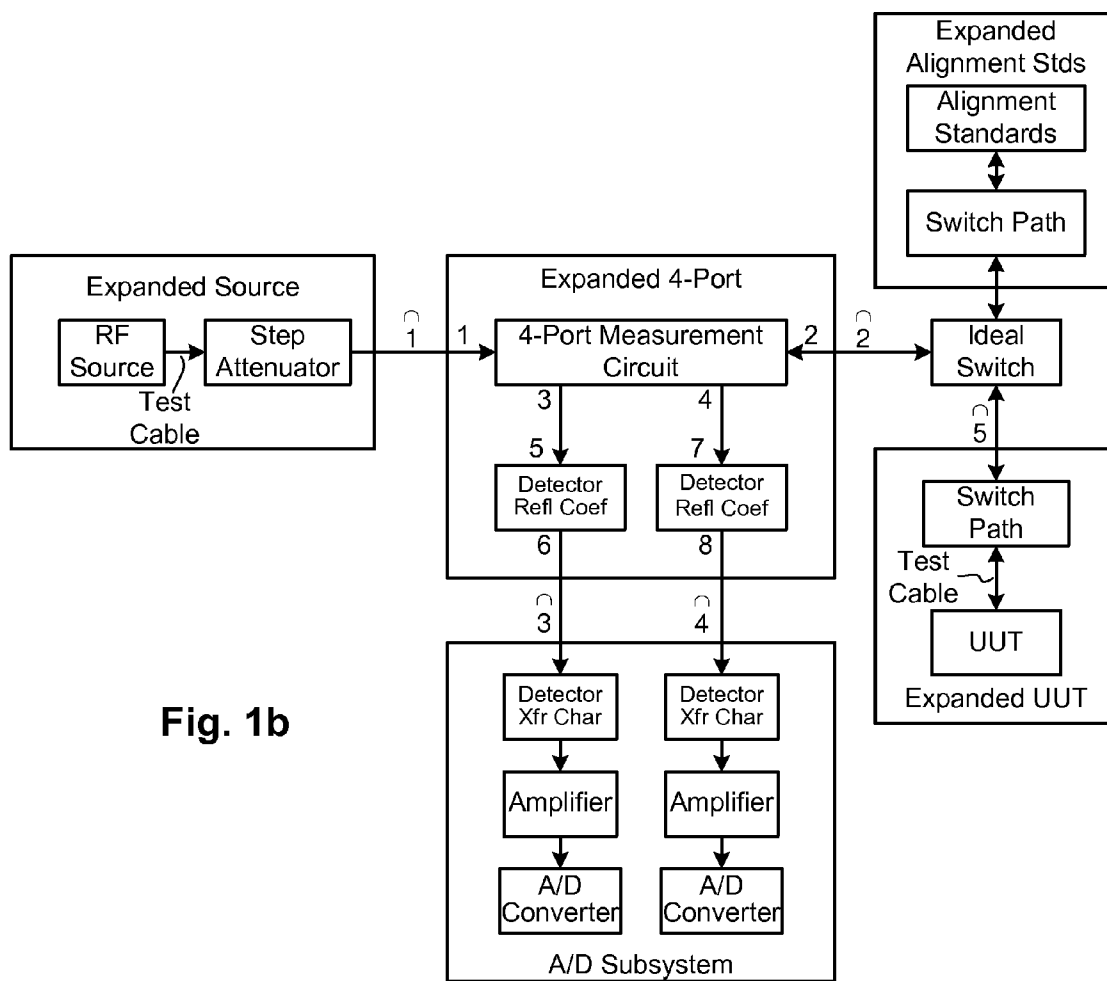 Expanded
Alignment Stds
Alignment
Standards
Switch Path
Expanded Source
RF
Source
Step
Attenuator
Test
Cable
1
1
Expanded 4-Port
4-Port Measurement
Circuit
2
2
Ideal
Switch
3
4
5
7
Detector
Refl Coef
Detector
Refl Coef
6
8
5
Switch
Path
Test
Cable
UUT
Expanded UUT
3
4
Detector
Xfr Char
Detector
Xfr Char
Amplifier
Amplifier
A/D
Converter
A/D
Converter
A/D Subsystem
Fig. 1b